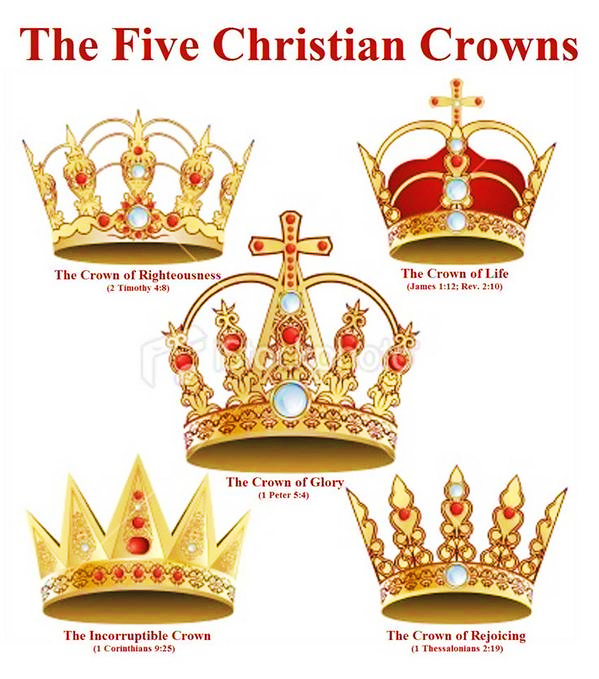 The Five Christian Crowns
The Crown of Righteousness
(2 Timothy 4:8)
The Crown of Life
(James 1:12; Rev. 2:10)
The Crown of Glory
(1 Peter 5:4)
The Incorruptible Crown
(1 Corinthians 9:25)
The Crown of Rejoicing
(1 Thessalonians 2:19)